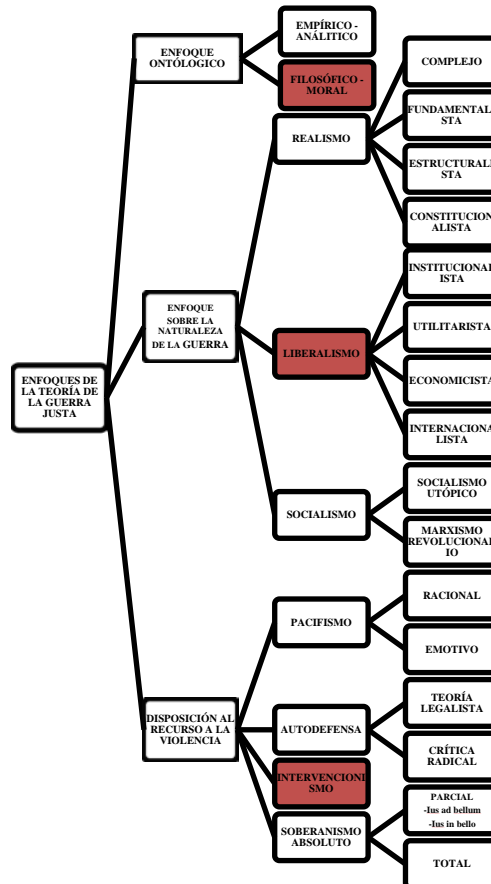 EMPÍRICO -
ANÁLITICO
ENFOQUE
ONTÓLOGICO
FILOSÓFICO -
MORAL
COMPLEJO
FUNDAMENTALI
STA
REALISMO
ESTRUCTURALI
STA
CONSTITUCION
ALISTA
INSTITUCIONAL
ISTA
ENFOQUE
SOBRE LA
NATURALEZA
DE LA GUERRA
UTILITARISTA
LIBERALISMO
ECONOMICISTA
ENFOQUES DE
LA TEORÍA DE
LA GUERRA
JUSTA
INTERNACIONA
LISTA
SOCIALISMO
UTÓPICO
SOCIALISMO
MARXISMO
REVOLUCIONAR
IO
RACIONAL
PACIFISMO
EMOTIVO
TEORÍA
LEGALISTA
DISPOSICIÓN AL
RECURSO A LA
VIOLENCIA
AUTODEFENSA
CRÍTICA
RADICAL
INTERVENCIONI
SMO
PARCIAL
-Ius ad bellum
-Ius in bello
SOBERANISMO
ABSOLUTO
TOTAL